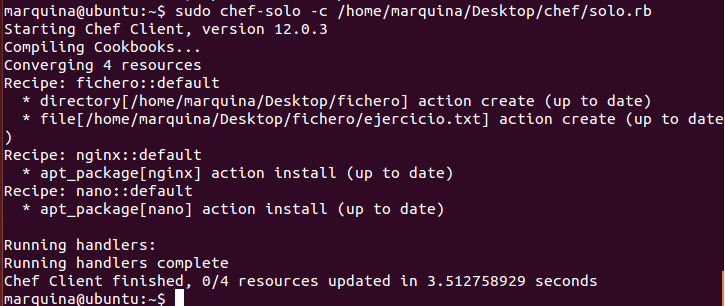 marquina@ubuntu:~$ sudo chef-solo -c /home/marquina/Desktop/chef/solo.rb
Starting Chef Client, version 12.0.3
Compiling Cookbooks...
Converging 4 resources
Recipe: fichero::default
  * directory[/home/marquina/Desktop/fichero] action create (up to date)
  * file[/home/marquina/Desktop/fichero/ejercicio.txt] action create (up to date
)
Recipe: nginx::default
  * apt_package[nginx] action install (up to date)
Recipe: nano::default
  * apt_package[nano] action install (up to date)

Running handlers:
Running handlers complete
Chef Client finished, 0/4 resources updated in 3.512758929 seconds
marquina@ubuntu:~$